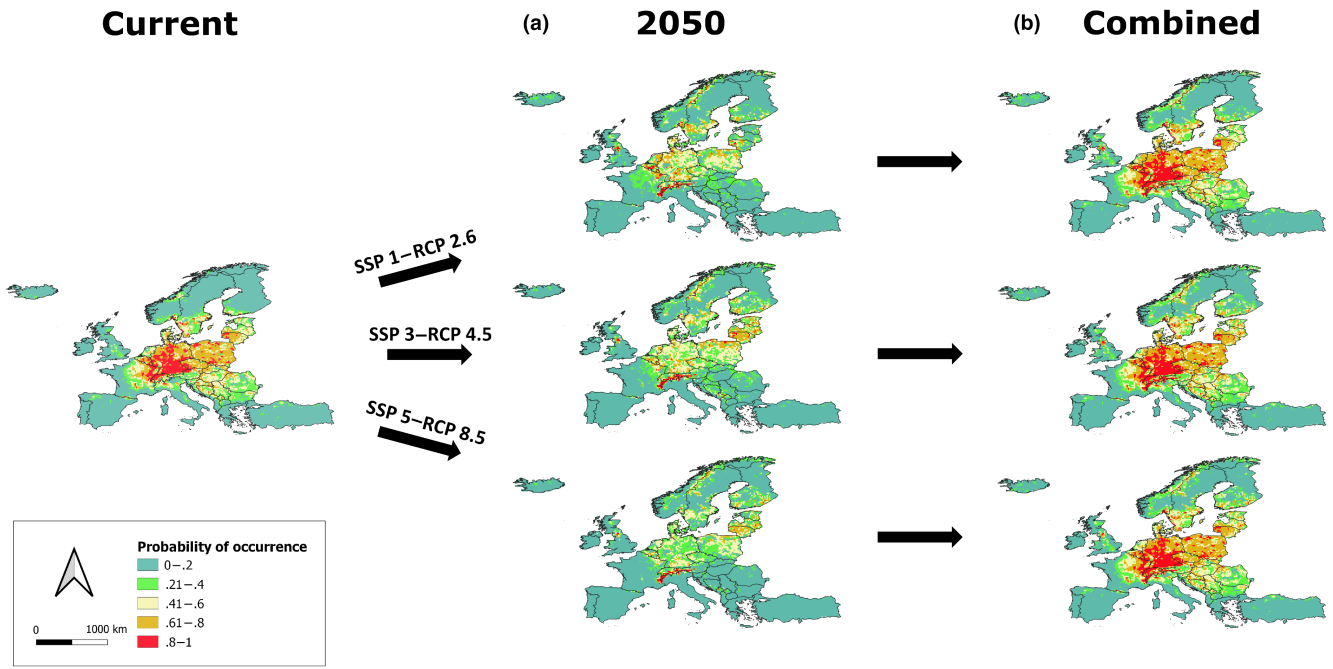 Current
(a)
2050
(b)
Combined
SSP 1–RCP 2.6
SSP 3–RCP 4.5
SSP 5–RCP 8.5
Probability of occurrence
0–.2
.21–.4
.41–.6
.61–.8
.8–1
0
1000 km